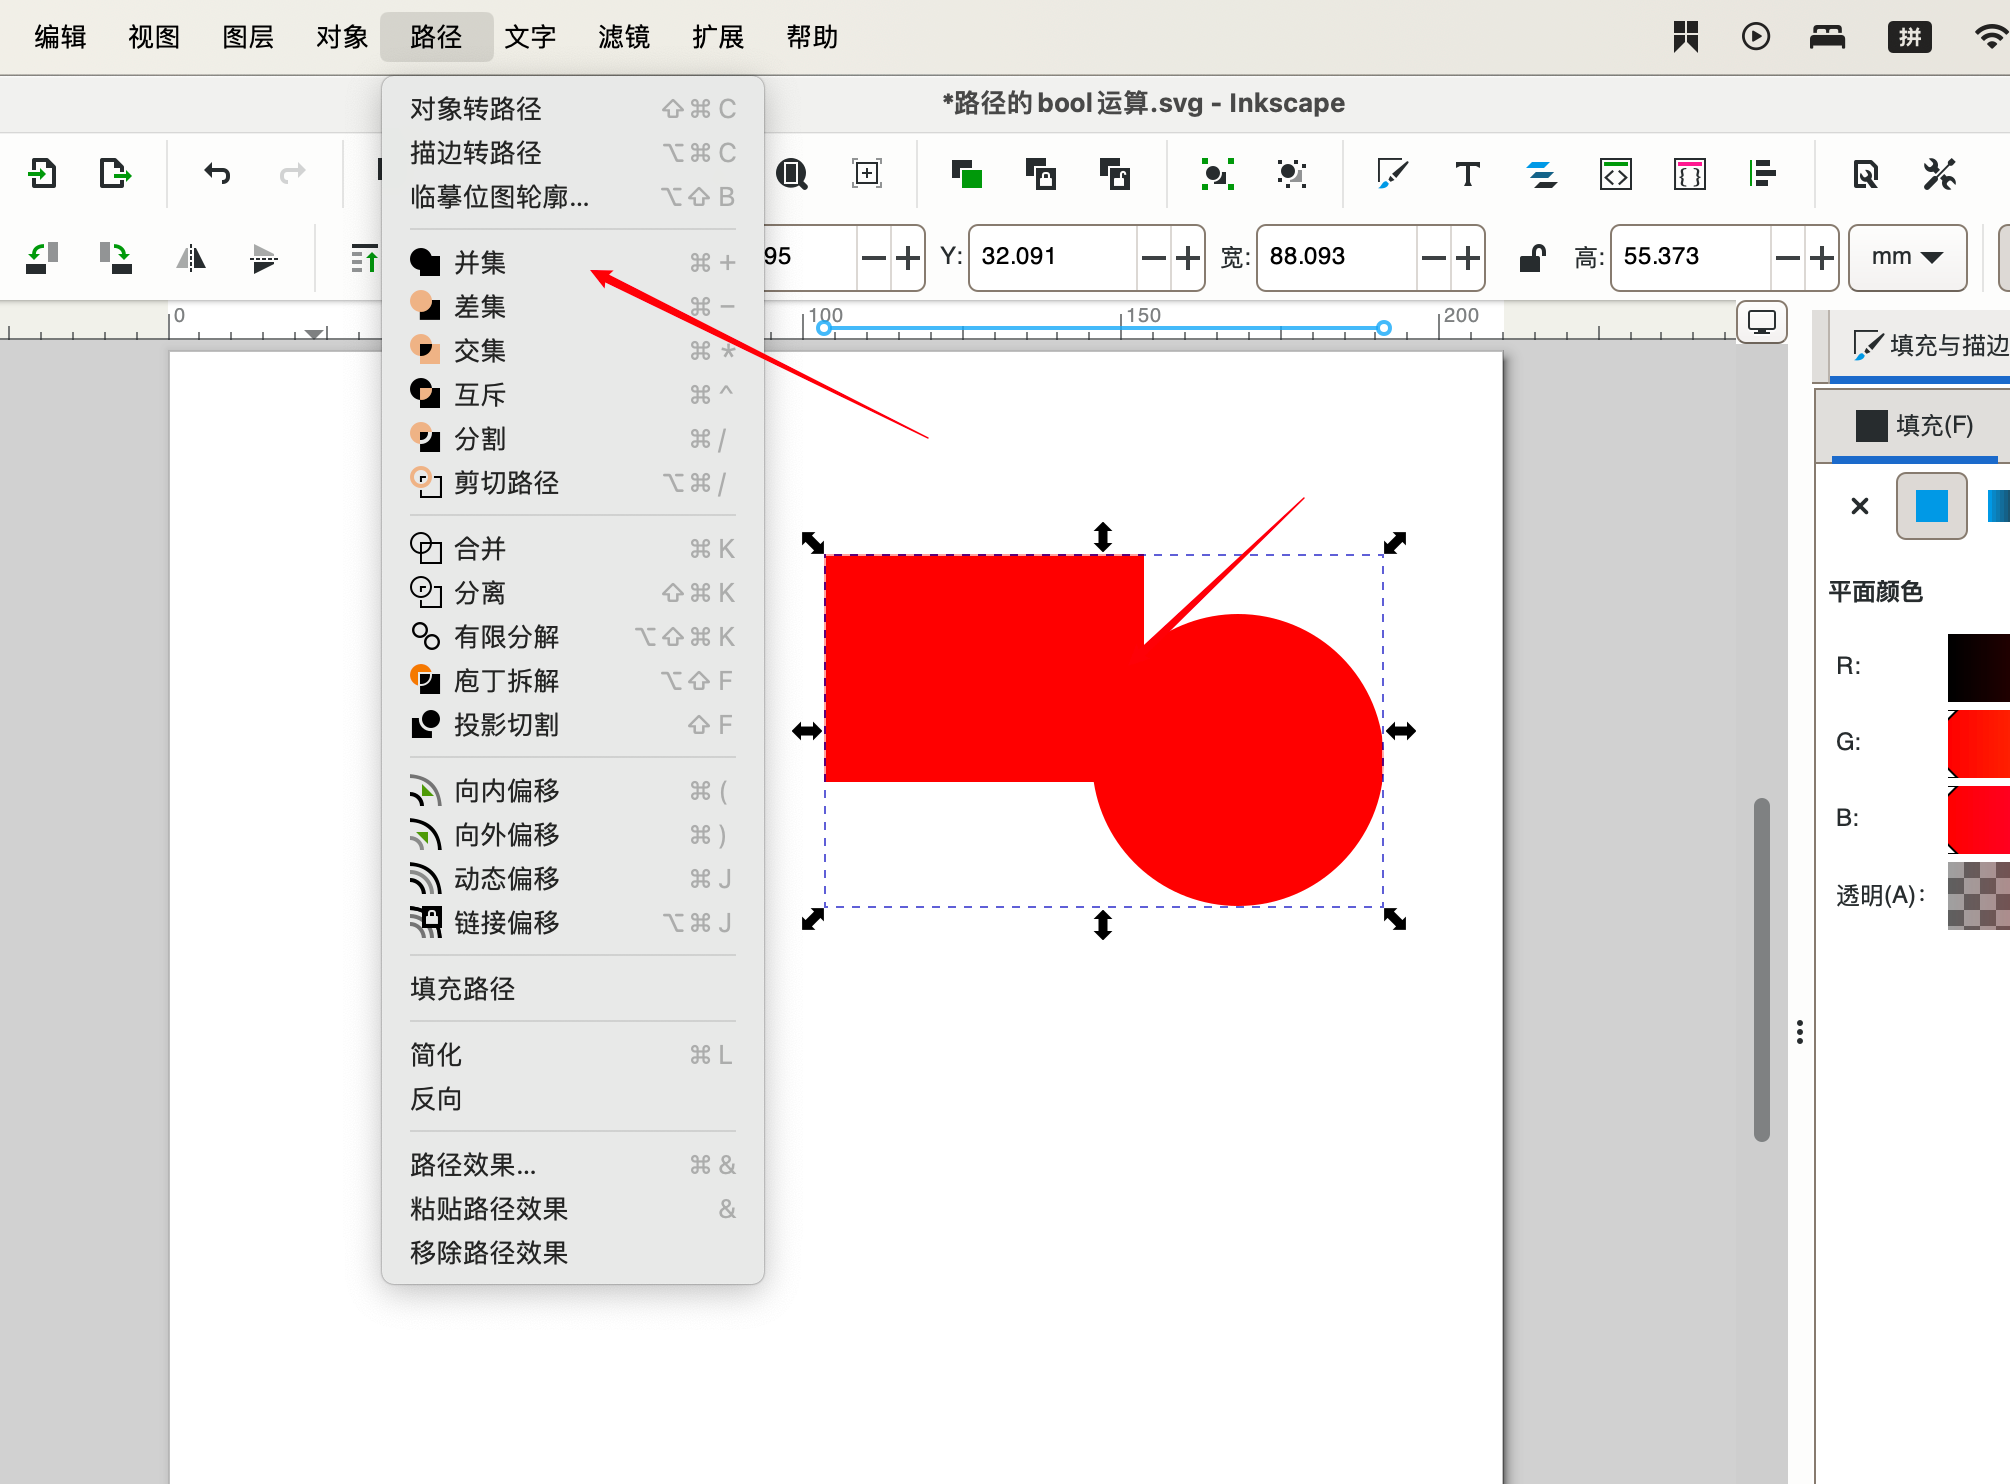 编辑 视图 图层 对象 路径 文字 滤镜 扩展 帮助 拼
*路径的bool运算.svg - Inkscape
对象转路径 ⇧⌘C
描边转路径 ⌥⌘C
临摹位图轮廓... ⌥⇧B
并集 ⌘+
差集 ⌘−
交集 ⌘*
互斥 ⌘^
分割 ⌘/
剪切路径 ⌥⌘/
合并 ⌘K
分离 ⇧⌘K
有限分解 ⌥⇧⌘K
庖丁拆解 ⌥⇧F
投影切割 ⇧F
向内偏移 ⌘(
向外偏移 ⌘)
动态偏移 ⌘J
链接偏移 ⌥⌘J
填充路径
简化 ⌘L
反向
路径效果... ⌘&
粘贴路径效果 &
移除路径效果
95 Y: 32.091 宽: 88.093 高: 55.373 mm
0 100 150 200
填充与描边
填充(F)
平面颜色
R:
G:
B:
透明(A):